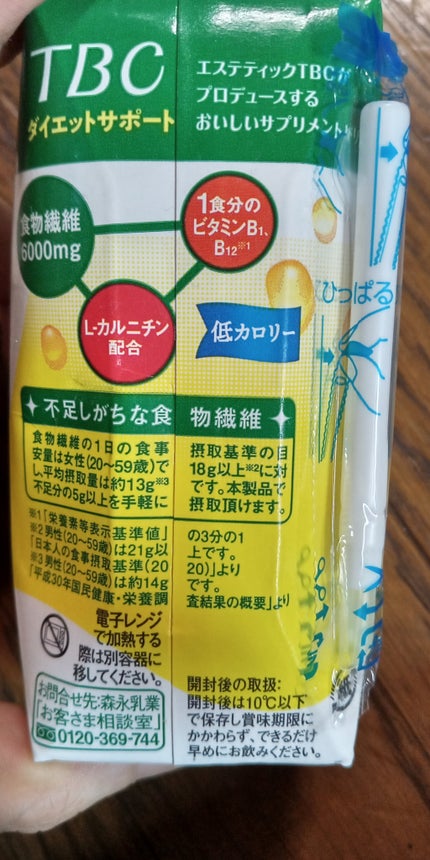 TBC
ダイエットサポート
エステティックTBCが
プロデュースする
おいしいサプリメント
食物繊維
6000mg
1食分の
ビタミンB1、
B12※1
L-カルニチン
配合
低カロリー
ひっぱる
不足しがちな食物繊維
食物繊維の1日の食事摂取基準の目
安量は女性(20〜59歳)で18g以上※2に対
し、平均摂取量は約13g※3です。本製品で
不足分の5g以上を手軽に摂取頂けます。
※1「栄養素等表示基準値」の3分の1
※2 男性(20〜59歳)は21g以上です。
「日本人の食事摂取基準(2020)」より
※3 男性(20〜59歳)は約14gです。
「平成30年国民健康・栄養調査結果の概要」より
電子レンジ
で加熱する
際は別容器に
移してください。
お問合せ先:森永乳業
「お客さま相談室」
0120-369-744
開封後の取扱:
開封後は10℃以下
で保存し賞味期限に
かかわらず、できるだけ
早めにお飲みください。
紙